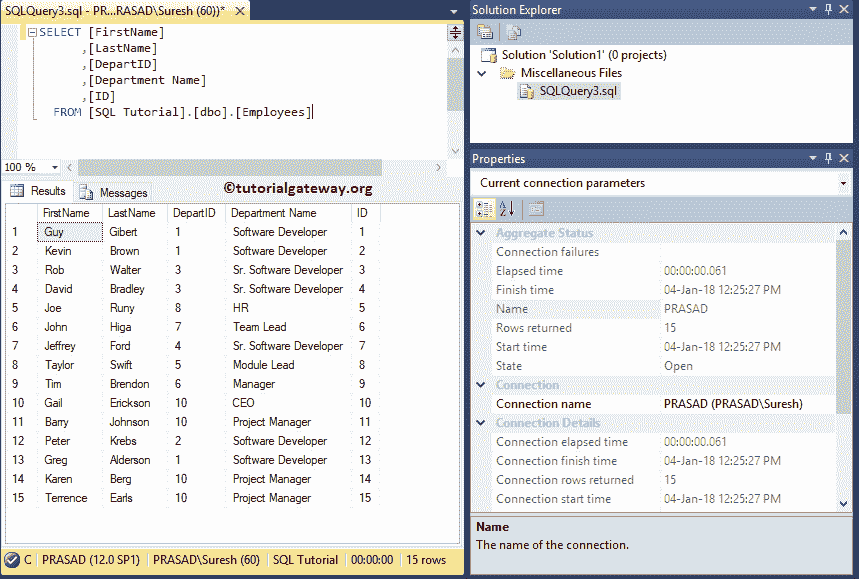 SQLQuery3.sql - PR...RASAD\Suresh (60))*
SELECT [FirstName]
,[LastName]
,[DepartID]
,[Department Name]
,[ID]
FROM [SQL Tutorial].[dbo].[Employees]
100 %
Results Messages
©tutorialgateway.org
FirstName LastName DepartID Department Name ID
1 Guy Gibert 1 Software Developer 1
2 Kevin Brown 1 Software Developer 2
3 Rob Walter 3 Sr. Software Developer 3
4 David Bradley 3 Sr. Software Developer 4
5 Joe Runy 8 HR 5
6 John Higa 7 Team Lead 6
7 Jeffrey Ford 4 Sr. Software Developer 7
8 Taylor Swift 5 Module Lead 8
9 Tim Brendon 6 Manager 9
10 Gail Erickson 10 CEO 10
11 Barry Johnson 10 Project Manager 11
12 Peter Krebs 2 Software Developer 12
13 Greg Alderson 1 Software Developer 13
14 Karen Berg 10 Project Manager 14
15 Terrence Earls 10 Project Manager 15
C PRASAD (12.0 SP1) PRASAD\Suresh (60) SQL Tutorial 00:00:00 15 rows
Solution Explorer
Solution 'Solution1' (0 projects)
Miscellaneous Files
SQLQuery3.sql
Properties
Current connection parameters
Aggregate Status
Connection failures
Elapsed time 00:00:00.061
Finish time 04-Jan-18 12:25:27 PM
Name PRASAD
Rows returned 15
Start time 04-Jan-18 12:25:27 PM
State Open
Connection
Connection name PRASAD (PRASAD\Suresh)
Connection Details
Connection elapsed time 00:00:00.061
Connection finish time 04-Jan-18 12:25:27 PM
Connection rows returned 15
Connection start time 04-Jan-18 12:25:27 PM
Name
The name of the connection.